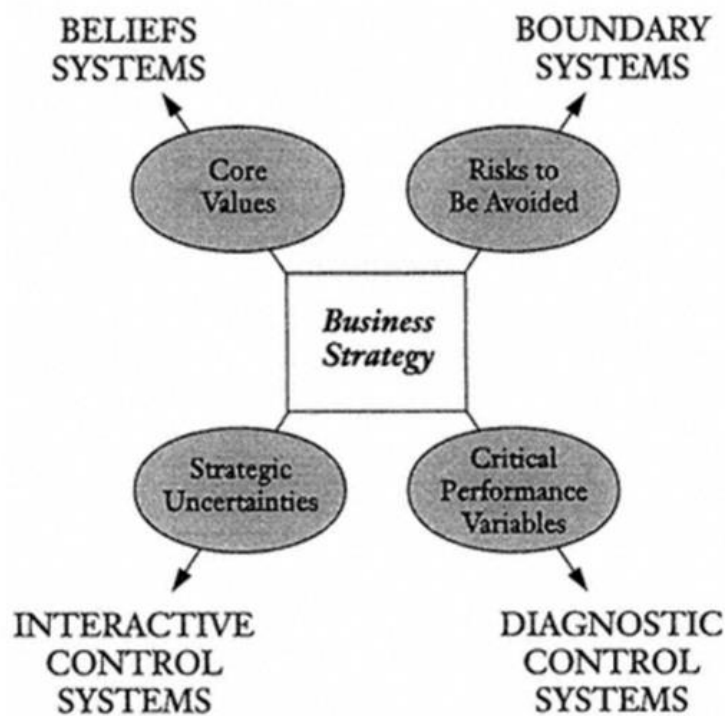 BELIEFS
SYSTEMS
BOUNDARY
SYSTEMS
Core
Values
Risks to
Be Avoided
Business
Strategy
Strategic
Uncertainties
Critical
Performance
Variables
INTERACTIVE
CONTROL
SYSTEMS
DIAGNOSTIC
CONTROL
SYSTEMS